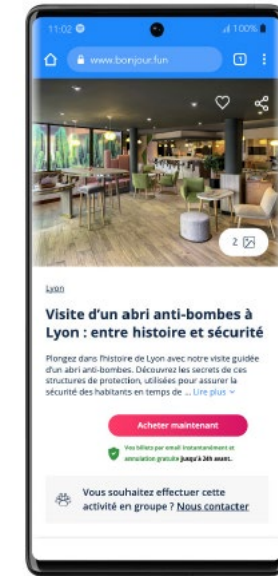 11:02
100%
www.bonjour.fun
1
2
Lyon
Visite d’un abri anti-bombes à
Lyon : entre histoire et sécurité
Plongez dans l'histoire de Lyon avec notre visite guidée
d'un abri anti-bombes. Découvrez les secrets de ces
structures de protection, utilisées pour assurer la
sécurité des habitants en temps de ... Lire plus
Acheter maintenant
Vos billets par email instantanément et
annulation gratuite jusqu'à 24h avant..
Vous souhaitez effectuer cette
activité en groupe ? Nous contacter